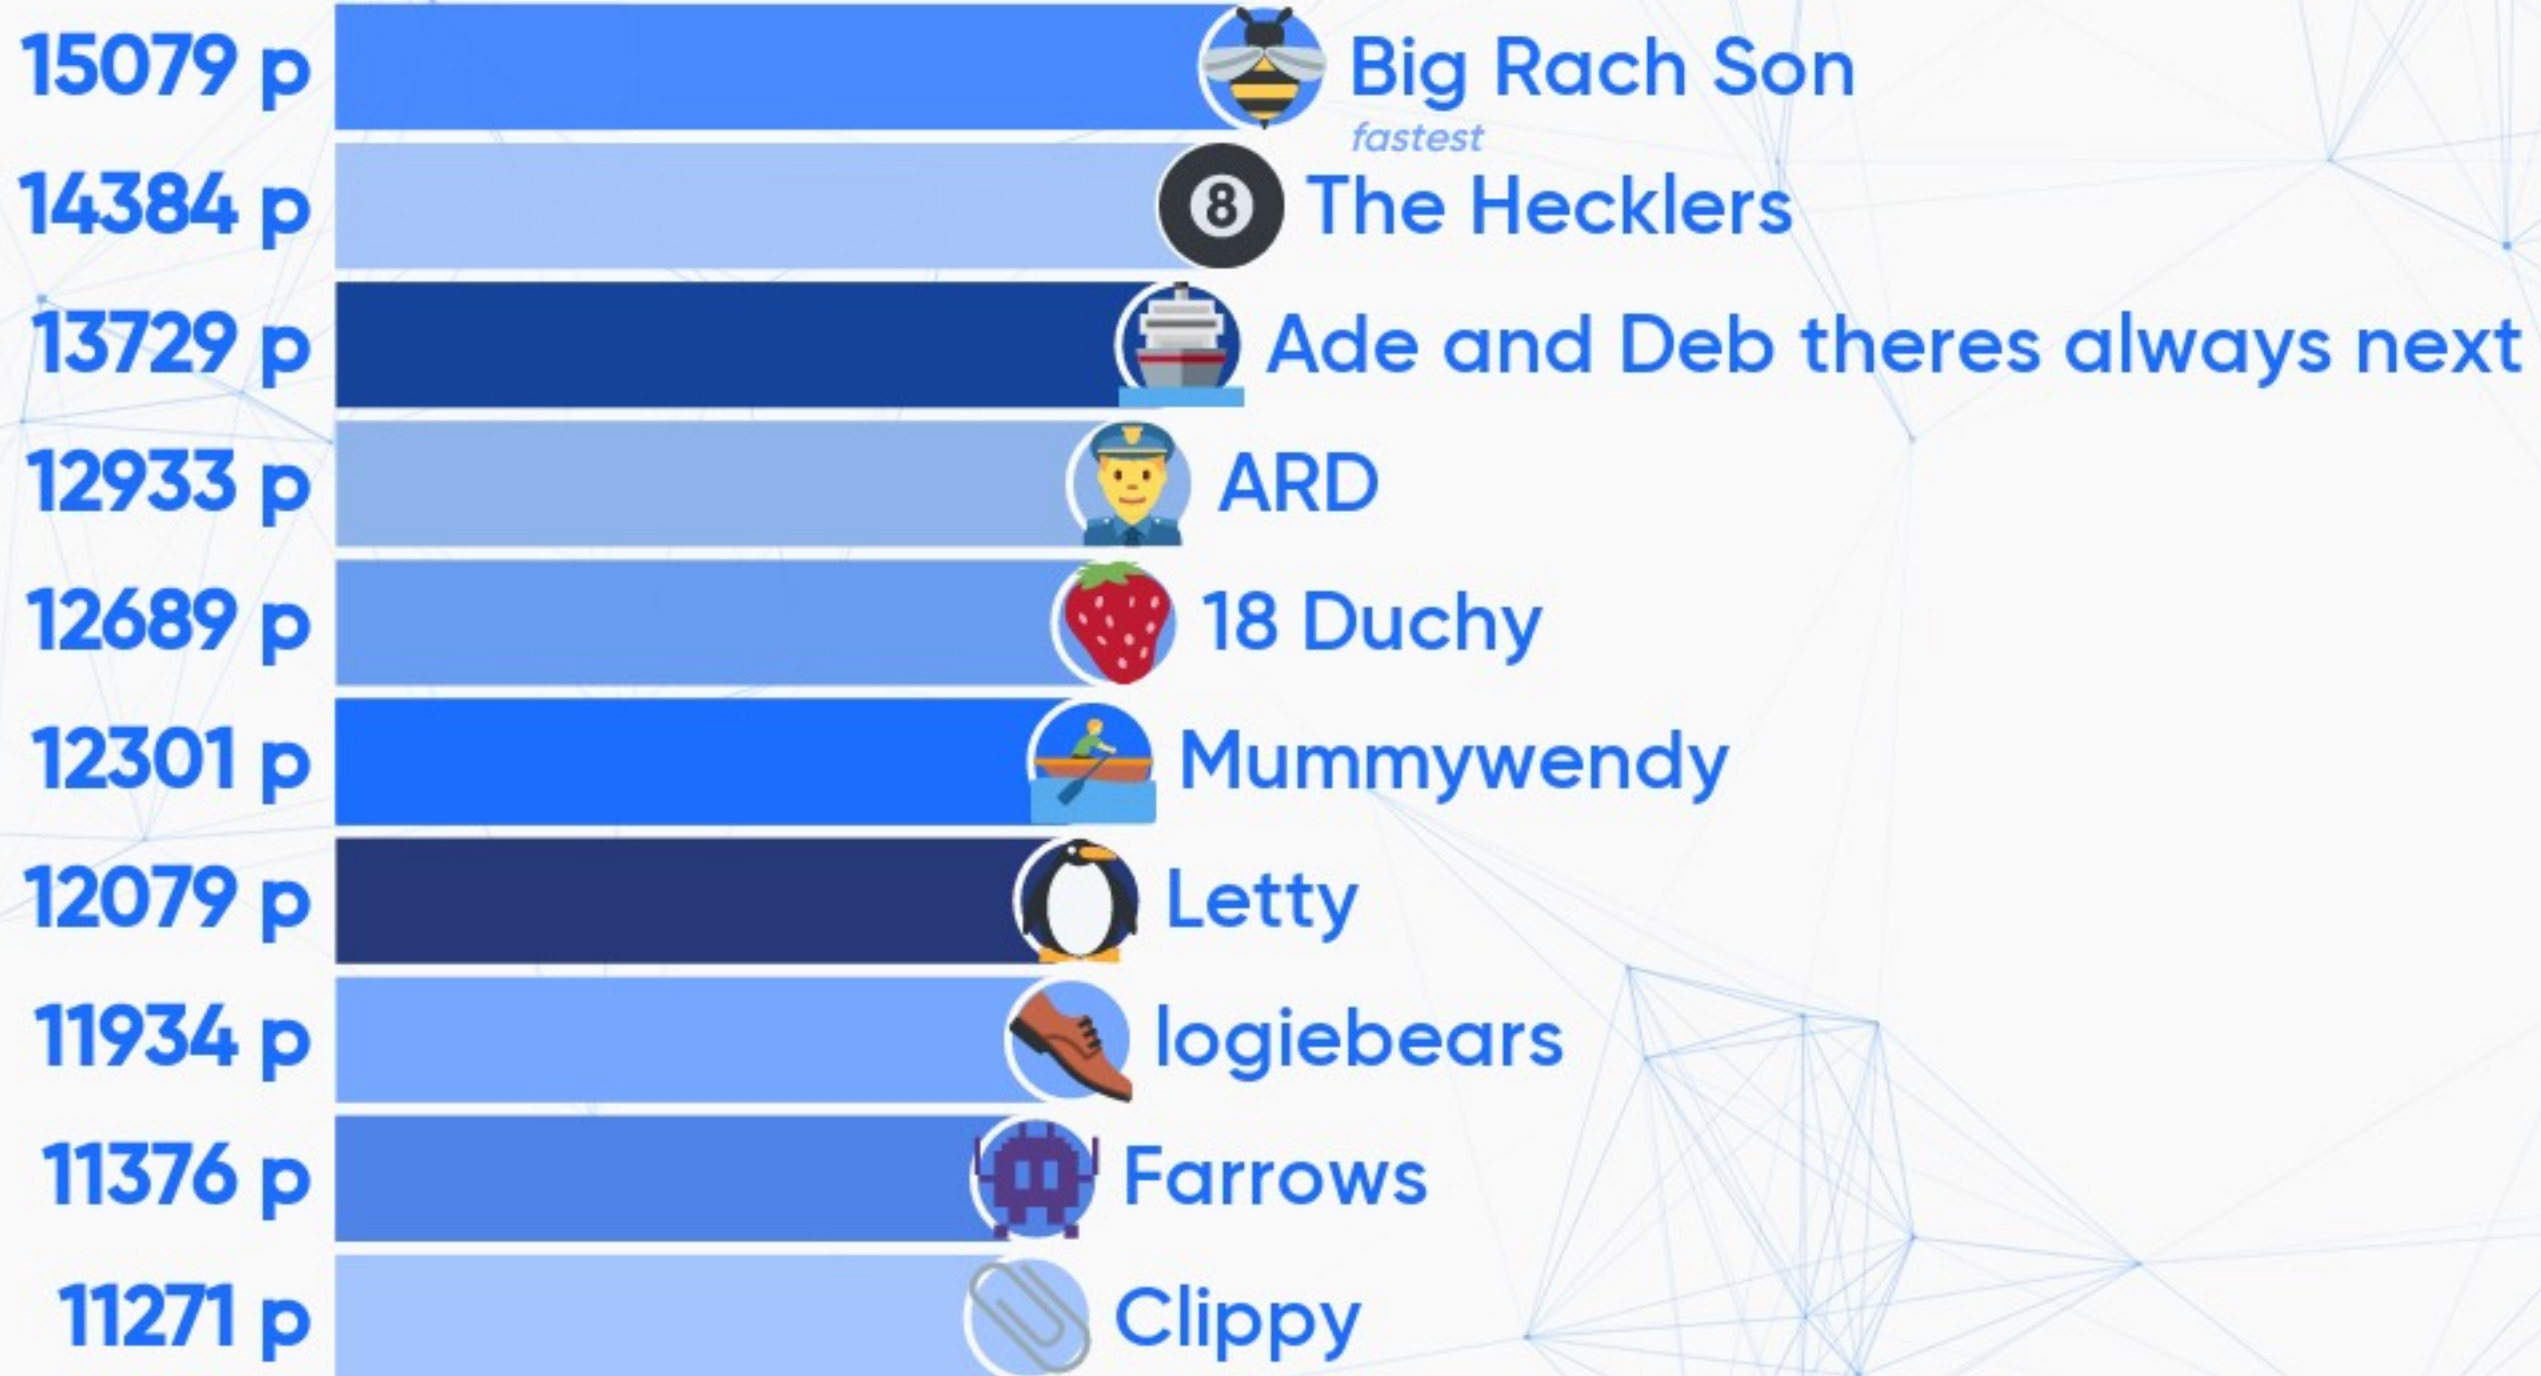 15079 p Big Rach Son
fastest
14384 p 8 The Hecklers
13729 p Ade and Deb theres always next
12933 p ARD
12689 p 18 Duchy
12301 p Mummywendy
12079 p Letty
11934 p logiebears
11376 p Farrows
11271 p Clippy